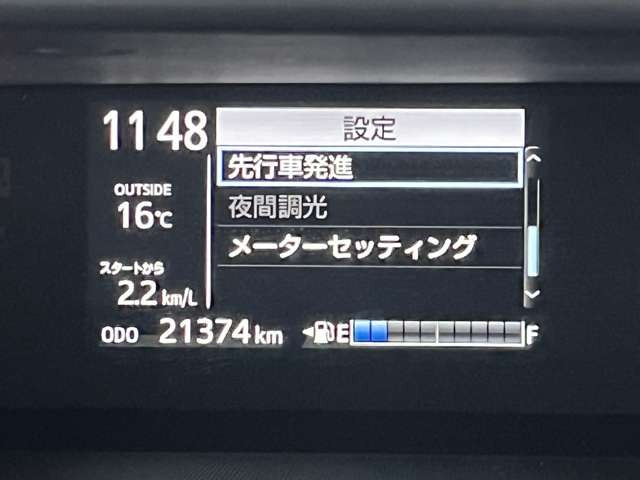 11 48
設定
先行車発進
OUTSIDE
16℃
夜間調光
メーターセッティング
スタートから
2.2 km/L
ODO 21374 km
E F